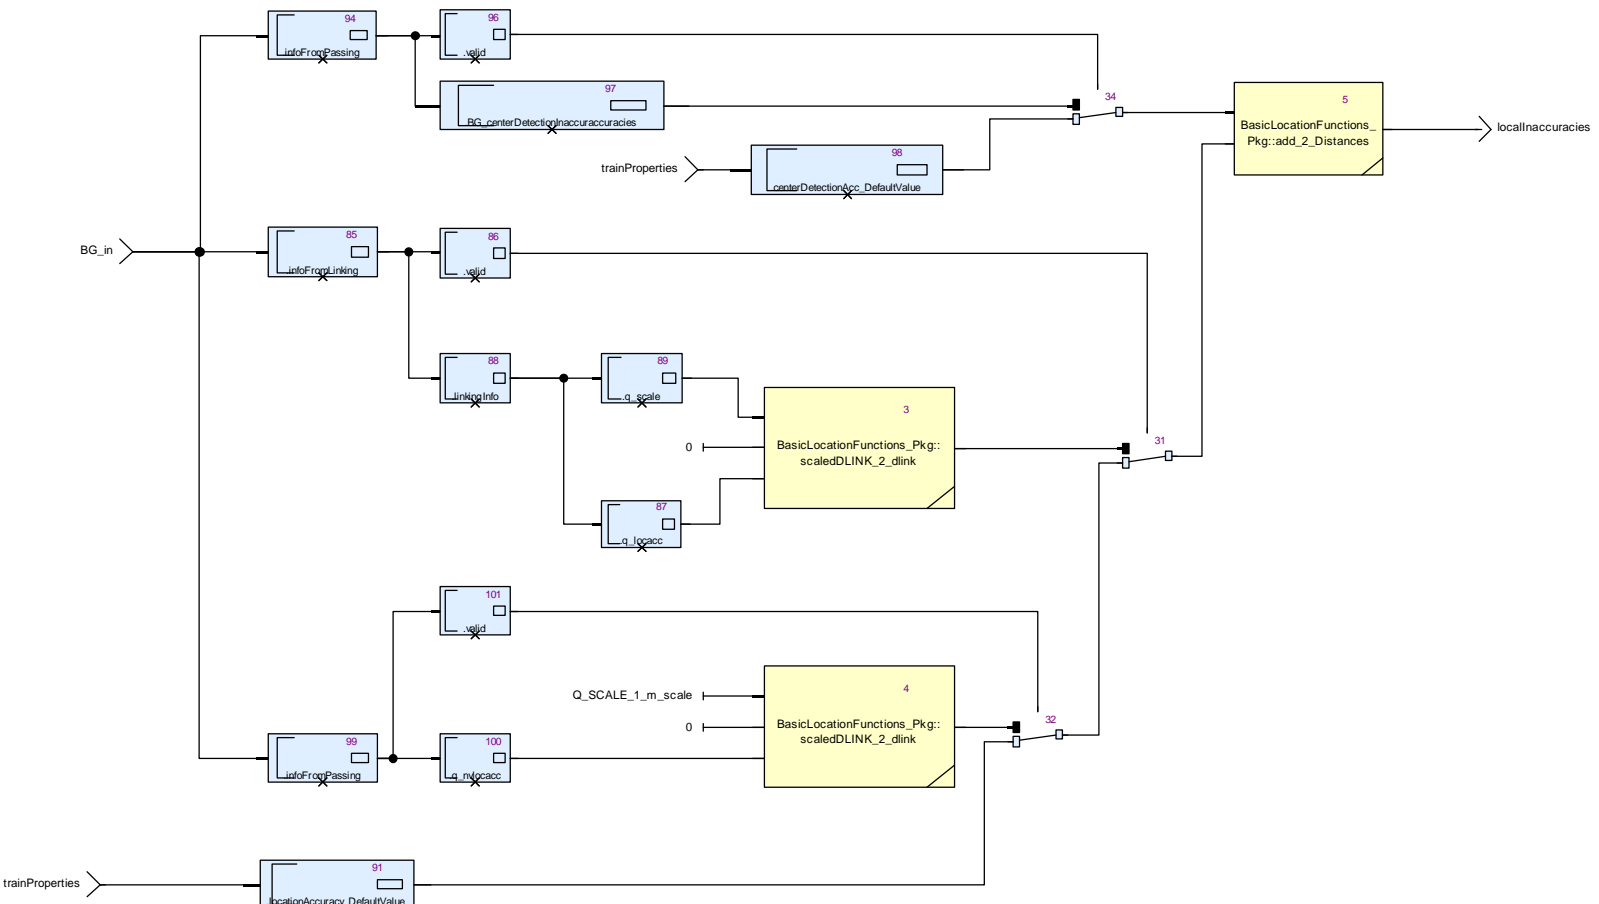 94
.infoFromPassing
96
.valid
97
BG_centerDetectionInaccuraccuracies
34
5
BasicLocationFunctions_
Pkg::add_2_Distances
localInaccuracies
trainProperties
98
.centerDetectionAcc_DefaultValue
BG_in
85
.infoFromLinking
86
.valid
88
.linkingInfo
89
.q_scale
3
BasicLocationFunctions_Pkg::
scaledDLINK_2_dlink
0
31
87
.q_locacc
101
.valid
Q_SCALE_1_m_scale
4
BasicLocationFunctions_Pkg::
scaledDLINK_2_dlink
0
32
99
.infoFromPassing
100
.q_nvlocacc
trainProperties
91
.locationAccuracy_DefaultValue